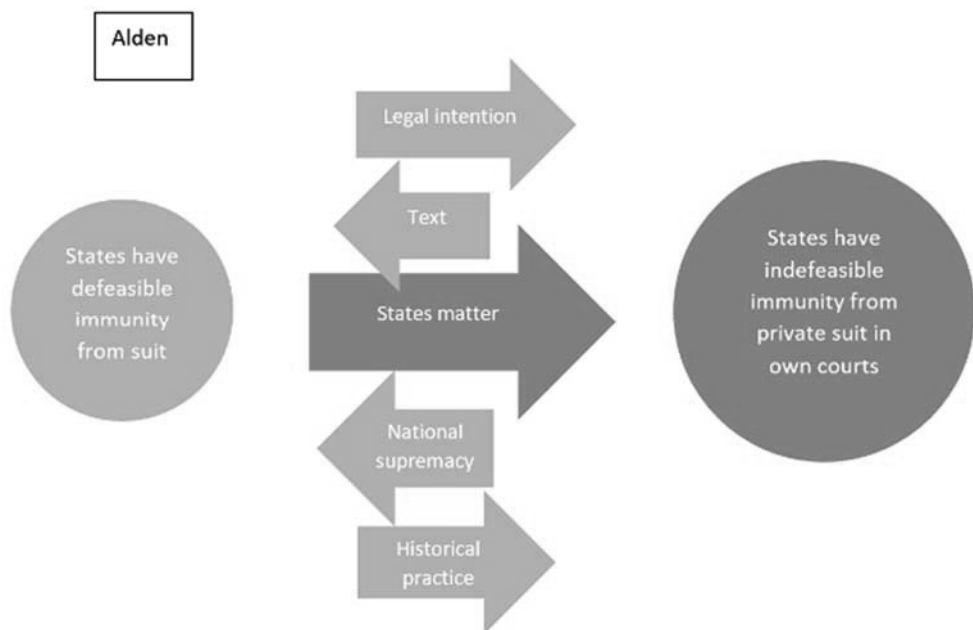 Alden
Legal intention
Text
States have
defeasible
immunity
from suit
States matter
States have
indefeasible
immunity from
private suit in
own courts
National
supremacy
Historical
practice